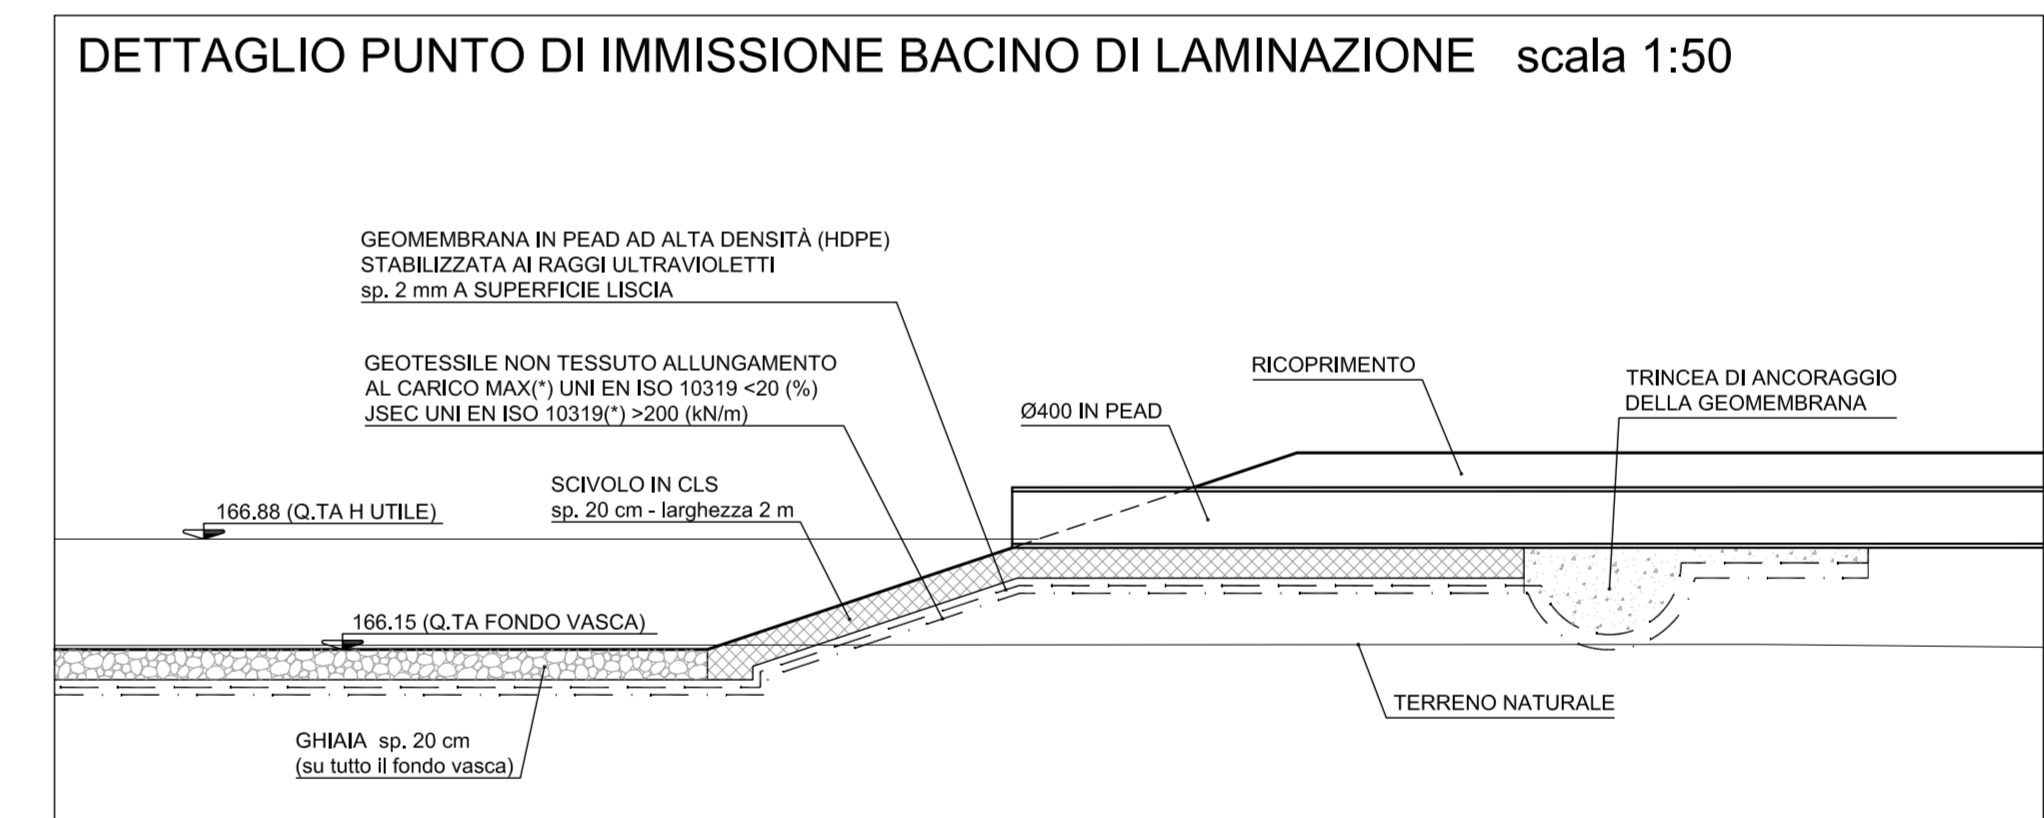 DETTAGLIO PUNTO DI IMMISSIONE BACINO DI LAMINAZIONE scala 1:50
GEOMEMBRANA IN PEAD AD ALTA DENSITÀ (HDPE)
STABILIZZATA AI RAGGI ULTRAVIOLETTI
sp. 2 mm A SUPERFICIE LISCIA
GEOTESSILE NON TESSUTO ALLUNGAMENTO
AL CARICO MAX(*) UNI EN ISO 10319 <20 (%)
JSEC UNI EN ISO 10319(*) >200 (kN/m)
RICOPRIMENTO
TRINCEA DI ANCORAGGIO
DELLA GEOMEMBRANA
Ø400 IN PEAD
SCIVOLO IN CLS
sp. 20 cm - larghezza 2 m
166.88 (Q.TA H UTILE)
166.15 (Q.TA FONDO VASCA)
TERRENO NATURALE
GHIAIA sp. 20 cm
(su tutto il fondo vasca)